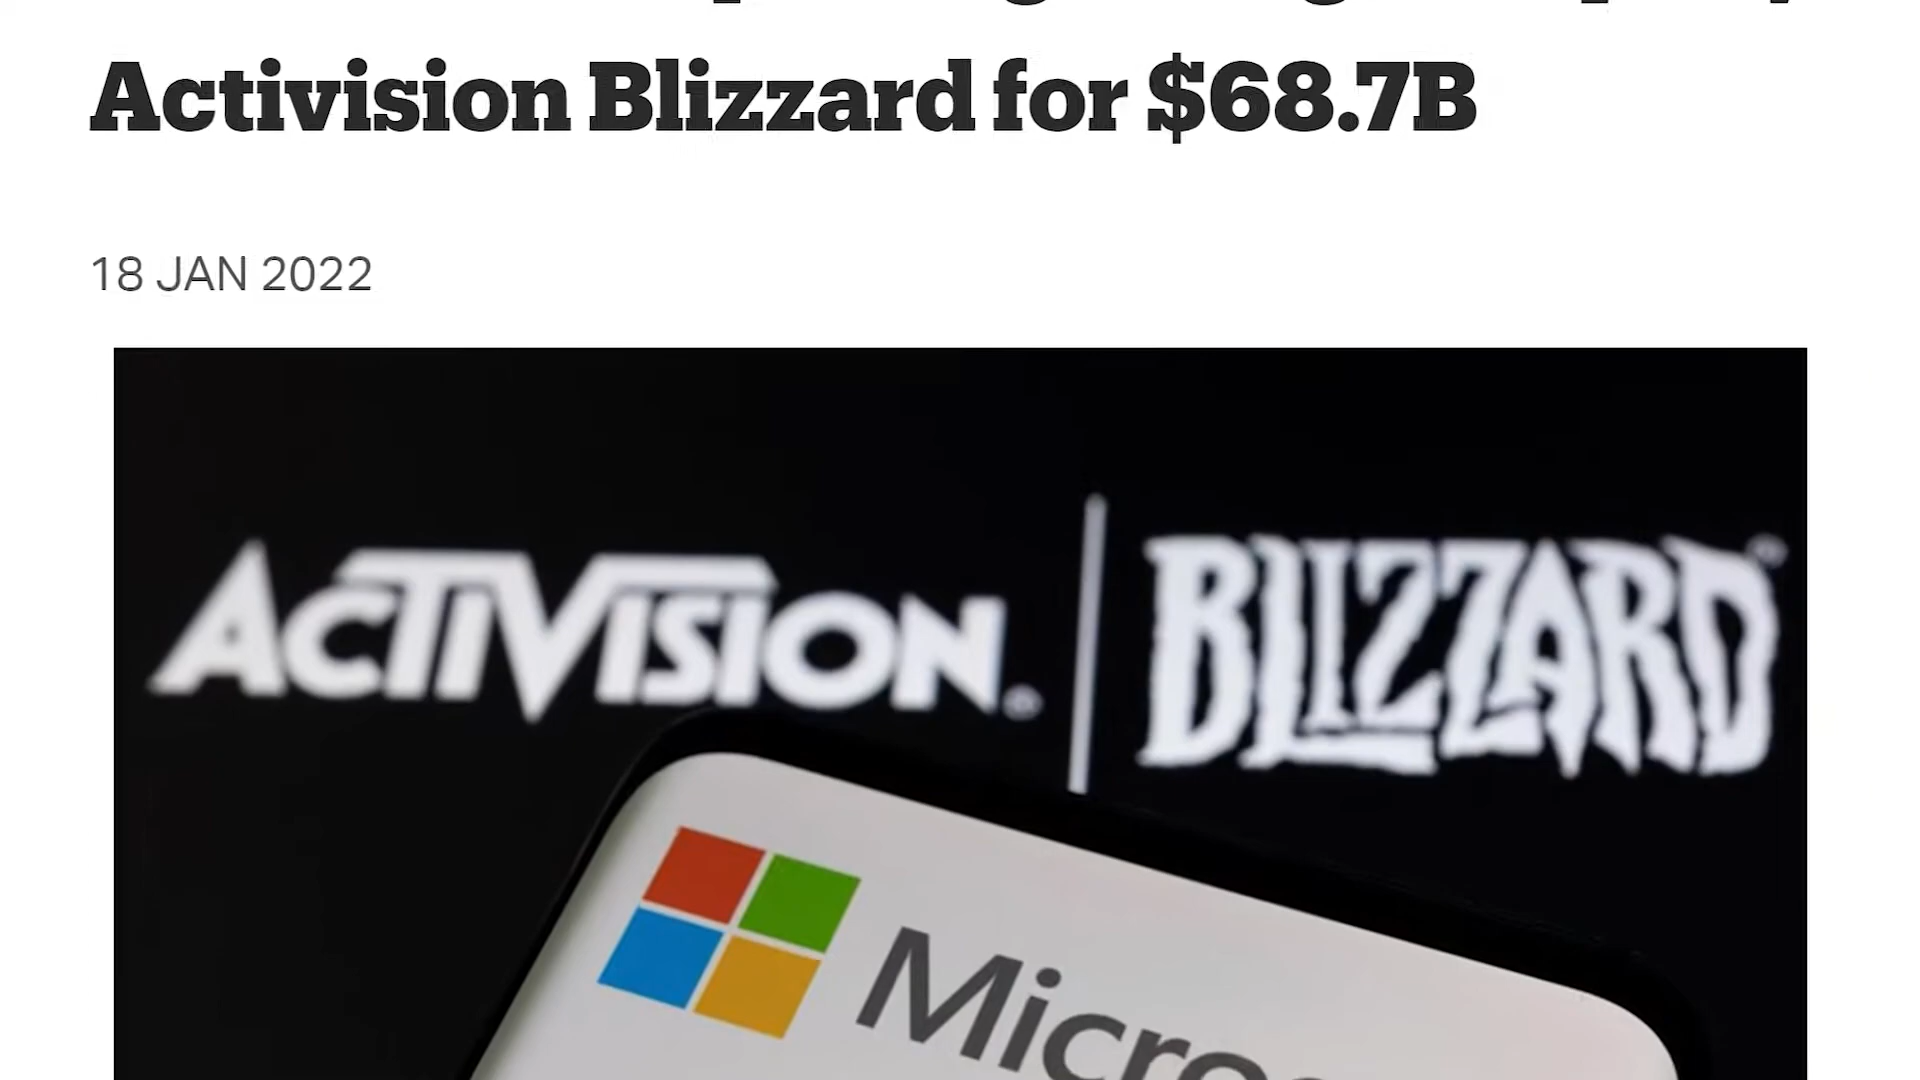 Activision Blizzard for $68.7B
18 JAN 2022
ACTIVISION. | BLIZZARD®
Micro